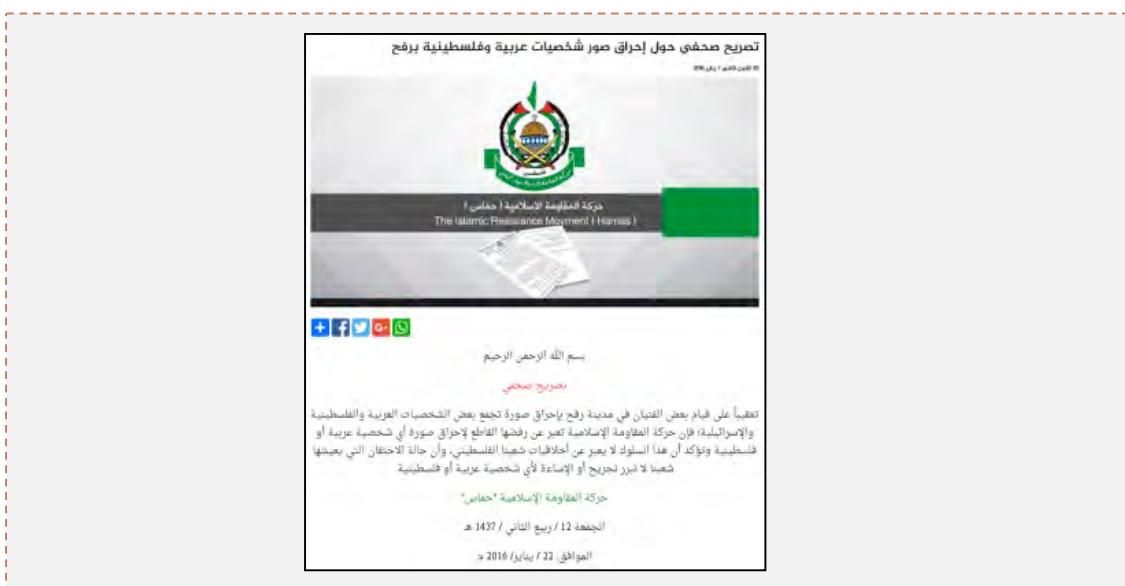 تصريح صحفي حول إحراق صور شخصيات عربية وفلسطينية برفح
حركة المقاومة الاسلامية ( حماس )
The Islamic Resistance Movment ( Hamas )
بسم الله الرحمن الرحيم
تصريح صحفي
تعقيباً على قيام بعض الفتيان في مدينة رفح بإحراق صورة تجمع بعض الشخصيات العربية والفلسطينية
والإسرائيلية؛ فإن حركة المقاومة الإسلامية تعبر عن رفضها القاطع لإحراق صورة أي شخصية عربية أو
فلسطينية وتؤكد أن هذا السلوك لا يعبر عن أخلاقيات شعبنا الفلسطيني، وأن حالة الاحتقان التي يعيشها
شعبنا لا تبرر تجريح أو الإساءة لأي شخصية عربية أو فلسطينية
حركة المقاومة الإسلامية "حماس"
الجمعة 12 / ربيع الثاني / 1437 هـ
الموافق: 22 / يناير/ 2016 م